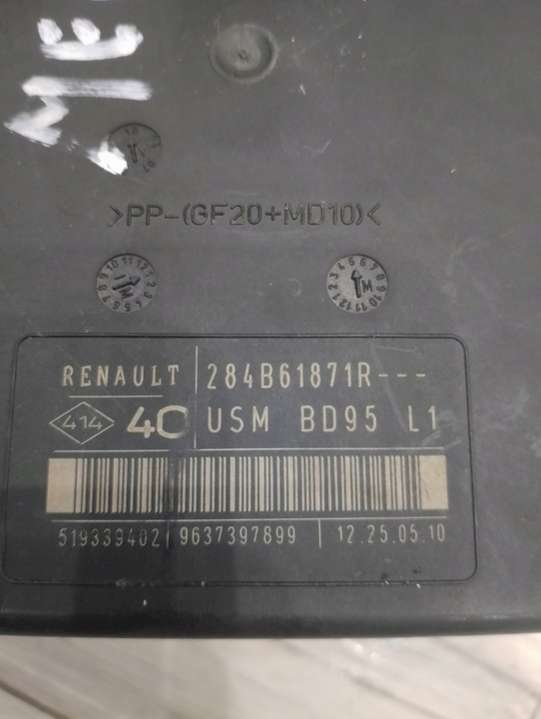 >PP-(GF20+MD10)<
RENAULT 284B61871R---
414 4C USM BD95 L1
519339402 9637397899 12.25.05.10